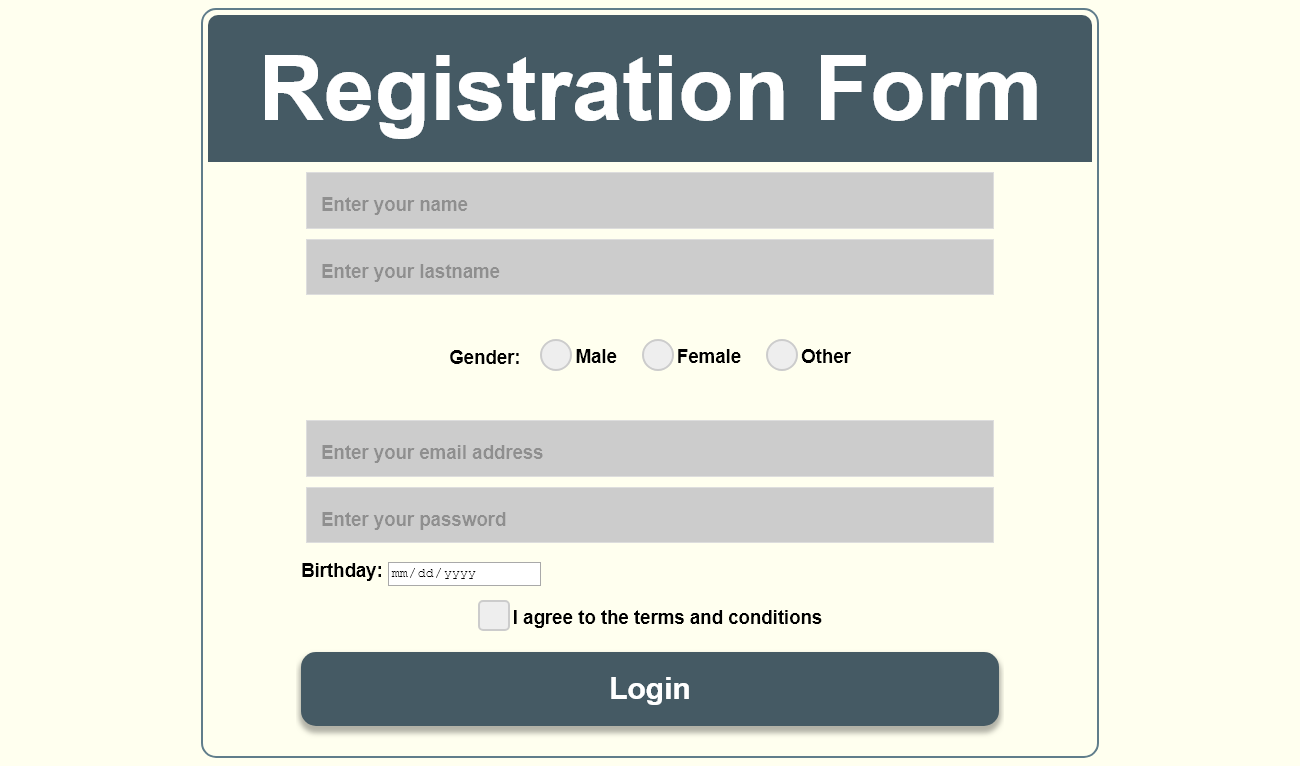 Registration Form
Enter your name
Enter your lastname
Gender: Male Female Other
Enter your email address
Enter your password
Birthday: mm/dd/yyyy
I agree to the terms and conditions
Login